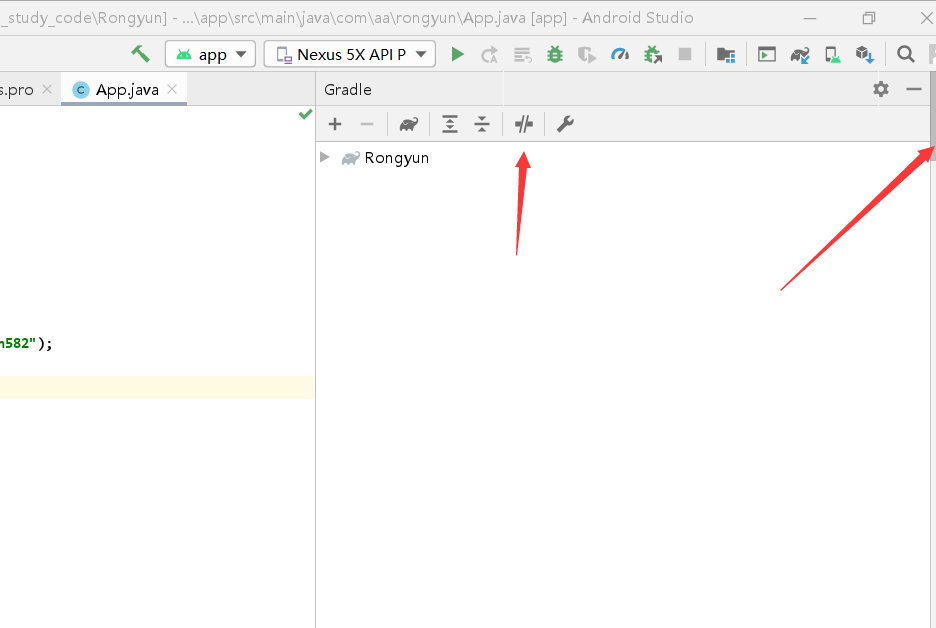 _study_code\Rongyun] - ...\app\src\main\java\com\aa\rongyun\App.java [app] - Android Studio
app Nexus 5X API P
s.pro App.java Gradle
Rongyun
n582");